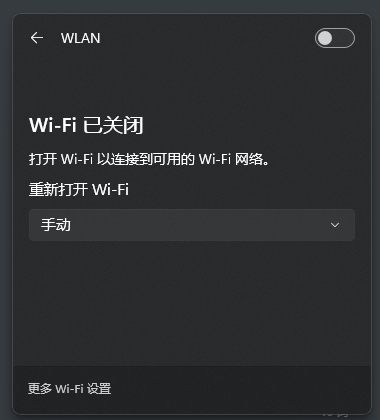 WLAN
Wi-Fi 已关闭
打开 Wi-Fi 以连接到可用的 Wi-Fi 网络。
重新打开 Wi-Fi
手动
更多 Wi-Fi 设置